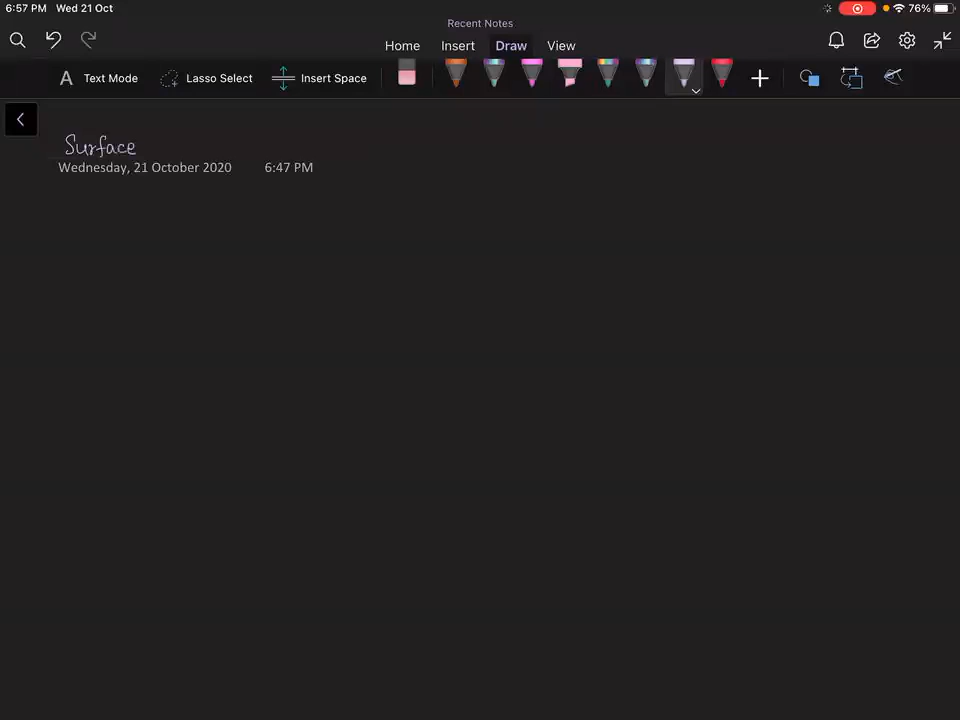 6:57 PM Wed 21 Oct 76%
Recent Notes
Home Insert Draw View
A Text Mode Lasso Select Insert Space
Surface
Wednesday, 21 October 2020 6:47 PM